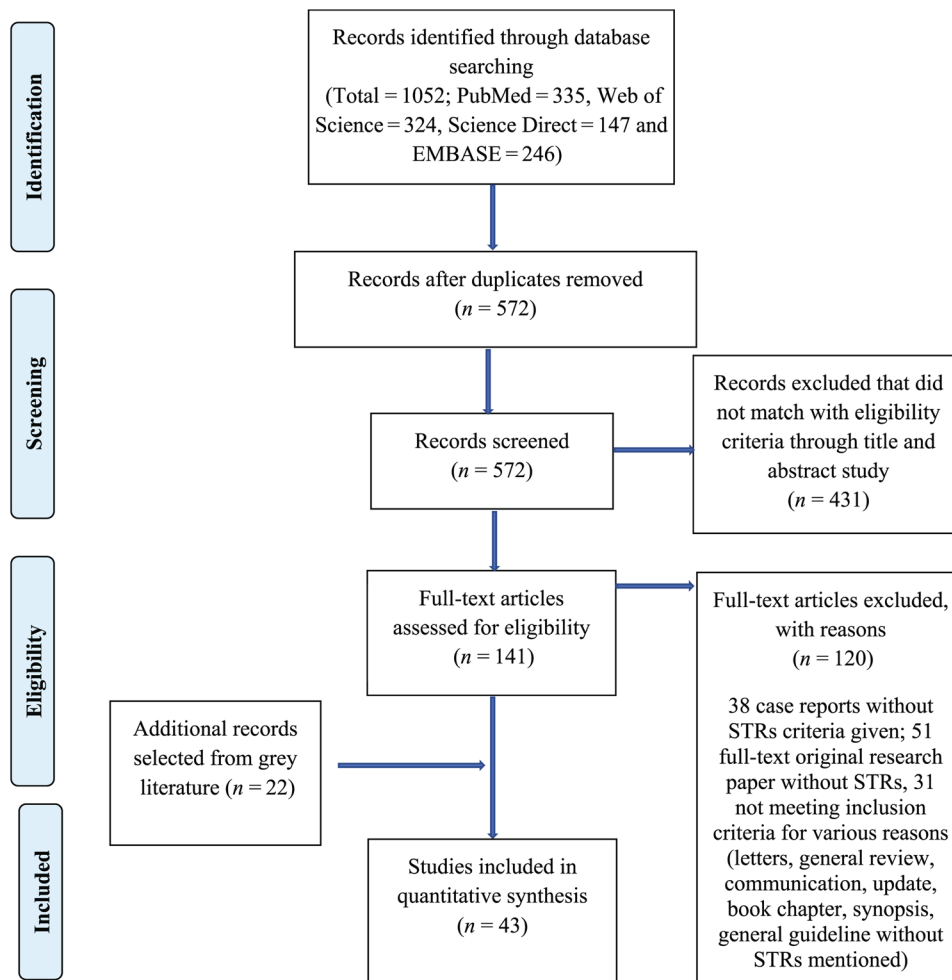 Identification
Records identified through database
searching
(Total = 1052; PubMed = 335, Web of
Science = 324, Science Direct = 147 and
EMBASE = 246)
Records after duplicates removed
(n = 572)
Screening
Records screened
(n = 572)
Records excluded that did
not match with eligibility
criteria through title and
abstract study
(n = 431)
Eligibility
Full-text articles
assessed for eligibility
(n = 141)
Full-text articles excluded,
with reasons
(n = 120)
38 case reports without
STRs criteria given; 51
full-text original research
paper without STRs, 31
not meeting inclusion
criteria for various reasons
(letters, general review,
communication, update,
book chapter, synopsis,
general guideline without
STRs mentioned)
Additional records
selected from grey
literature (n = 22)
Included
Studies included in
quantitative synthesis
(n = 43)